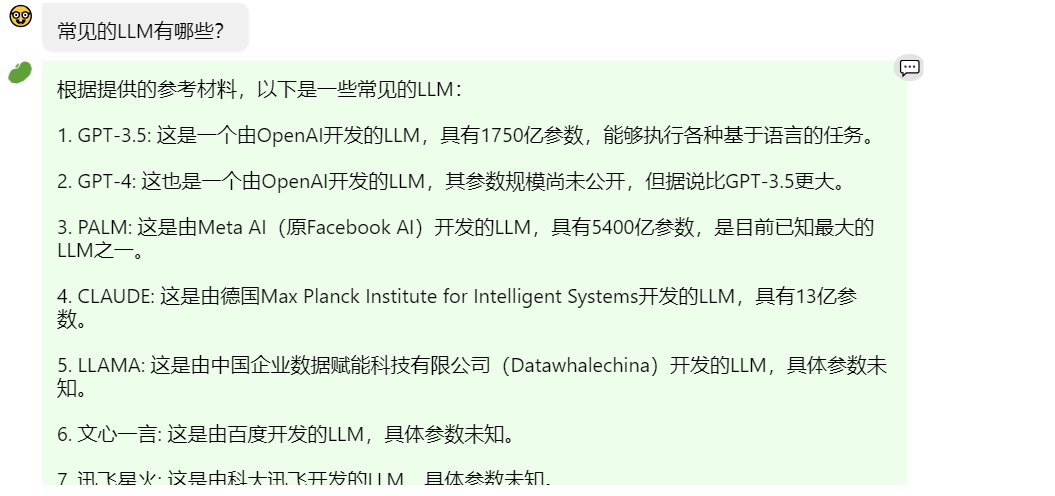 常见的LLM有哪些？
根据提供的参考材料，以下是一些常见的LLM：
1. GPT-3.5: 这是一个由OpenAI开发的LLM，具有1750亿参数，能够执行各种基于语言的任务。
2. GPT-4: 这也是一个由OpenAI开发的LLM，其参数规模尚未公开，但据说比GPT-3.5更大。
3. PALM: 这是由Meta AI（原Facebook AI）开发的LLM，具有5400亿参数，是目前已知最大的
LLM之一。
4. CLAUDE: 这是由德国Max Planck Institute for Intelligent Systems开发的LLM，具有13亿参
数。
5. LLAMA: 这是由中国企业数据赋能科技有限公司（Datawhalechina）开发的LLM，具体参数未
知。
6. 文心一言: 这是由百度开发的LLM，具体参数未知。
7. 讯飞星火: 这是由科大讯飞开发的LLM，具体参数未知。